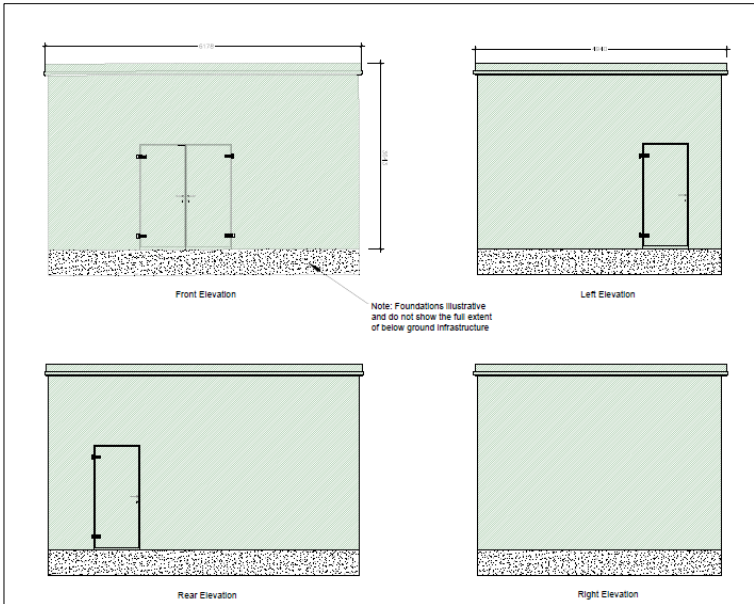 Front Elevation
Left Elevation
Note: Foundations illustrative
and do not show the full extent
of below ground infrastructure
Rear Elevation
Right Elevation